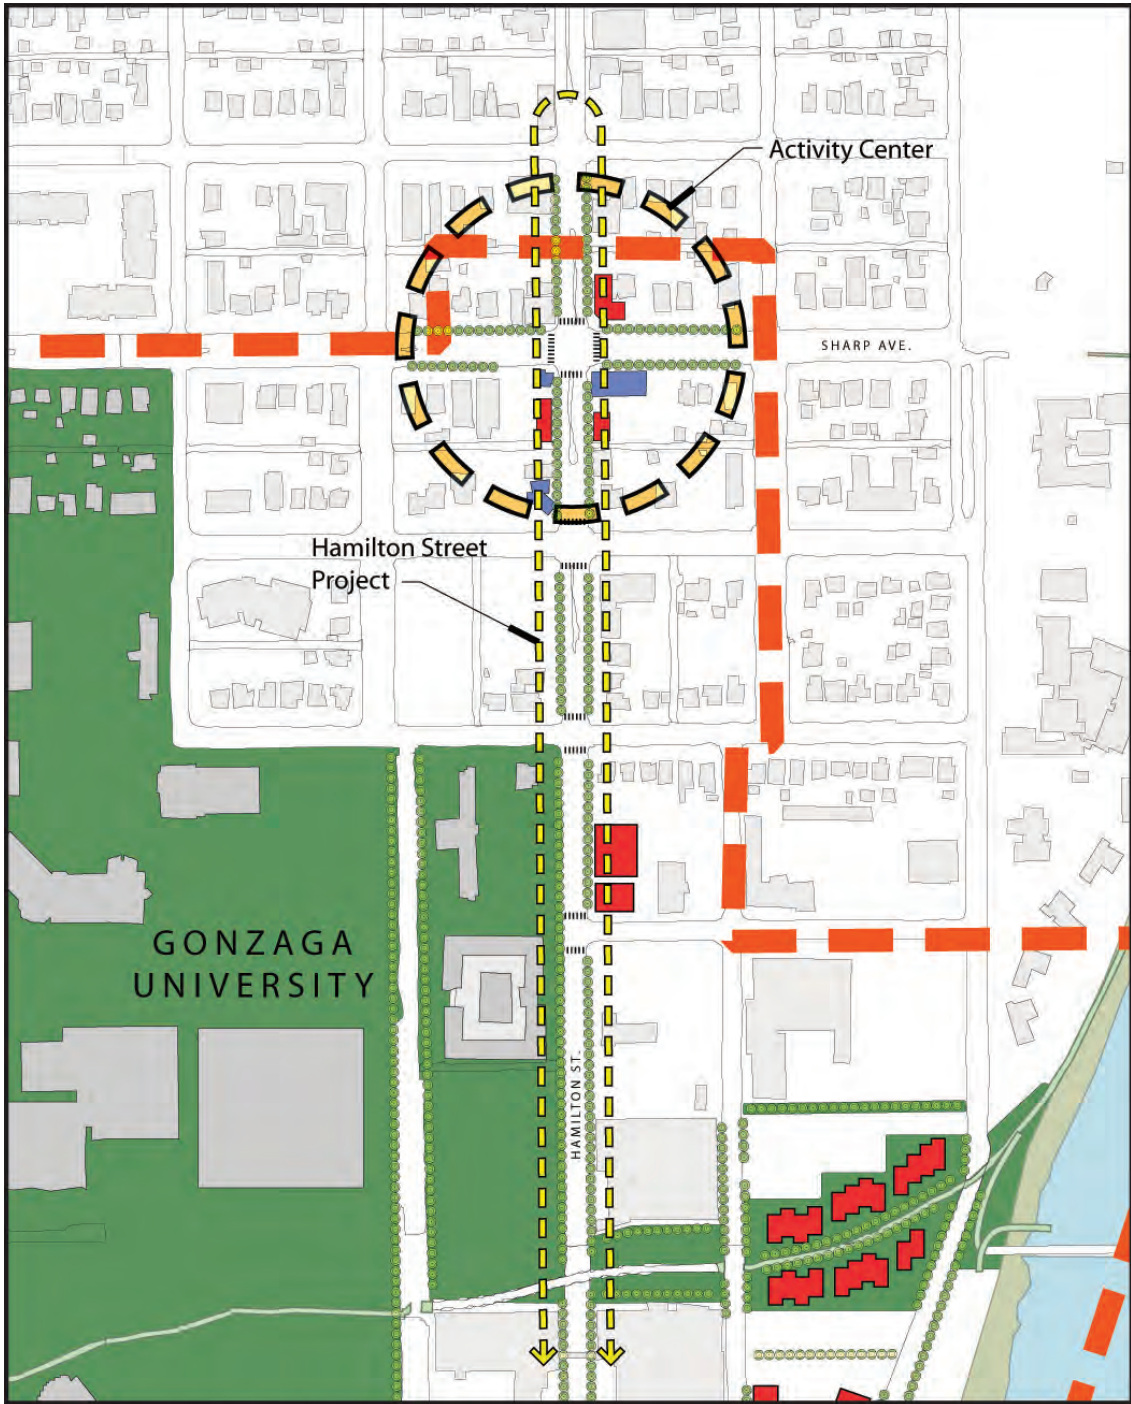 Activity Center
SHARP AVE.
Hamilton Street
Project
GONZAGA
UNIVERSITY
HAMILTON ST.